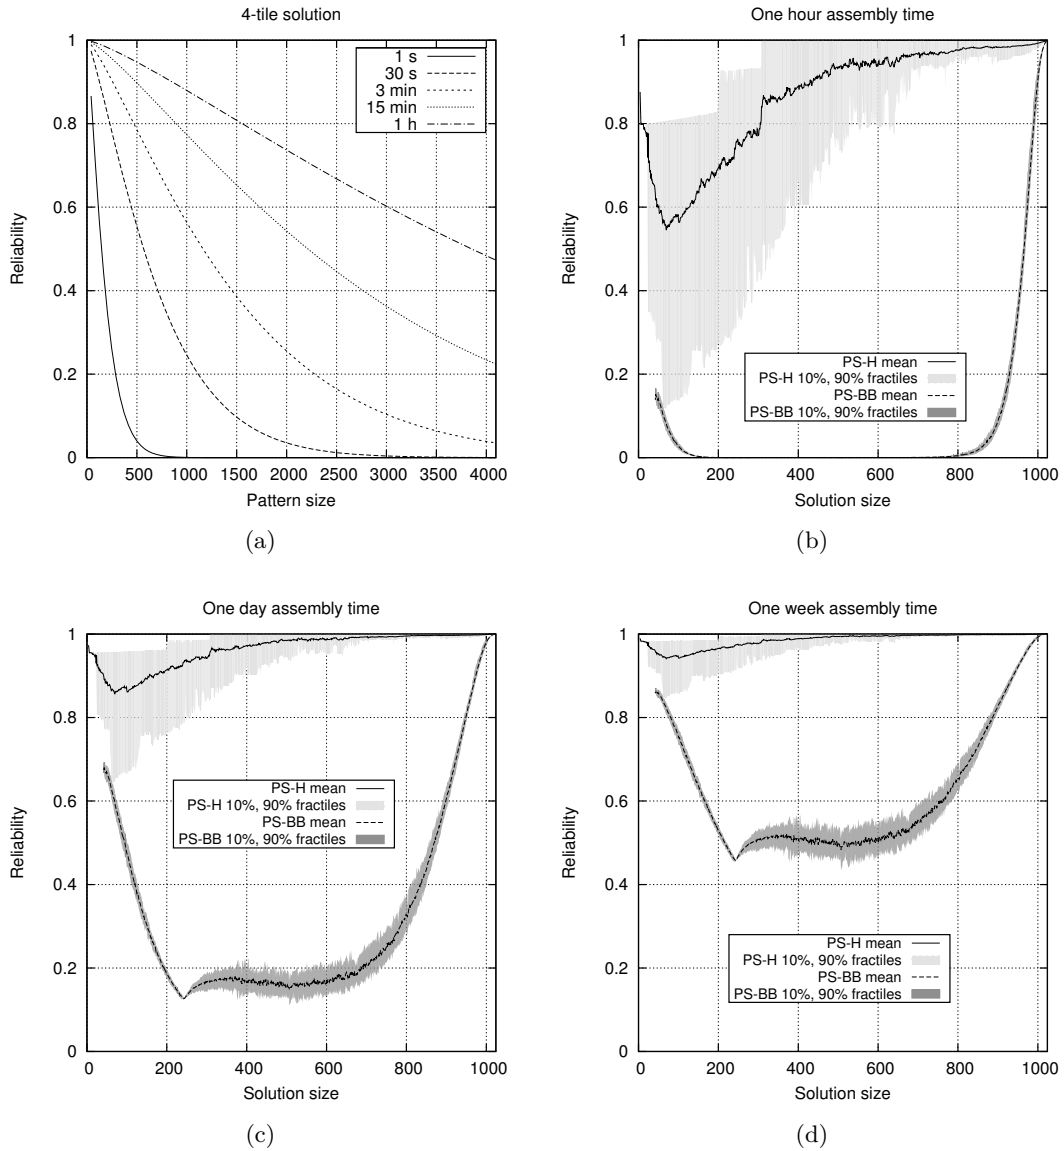 4-tile solution
1
0.8
0.6
0.4
0.2
0
Reliability
1 s
30 s
3 min
15 min
1 h
0 500 1000 1500 2000 2500 3000 3500 4000
Pattern size
(a)
One hour assembly time
1
0.8
0.6
0.4
0.2
0
Reliability
PS-H mean
PS-H 10%, 90% fractiles
PS-BB mean
PS-BB 10%, 90% fractiles
0 200 400 600 800 1000
Solution size
(b)
One day assembly time
1
0.8
0.6
0.4
0.2
0
Reliability
PS-H mean
PS-H 10%, 90% fractiles
PS-BB mean
PS-BB 10%, 90% fractiles
0 200 400 600 800 1000
Solution size
(c)
One week assembly time
1
0.8
0.6
0.4
0.2
0
Reliability
PS-H mean
PS-H 10%, 90% fractiles
PS-BB mean
PS-BB 10%, 90% fractiles
0 200 400 600 800 1000
Solution size
(d)